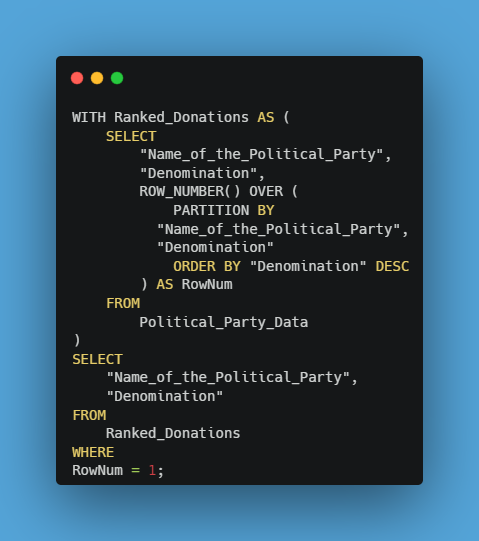 WITH Ranked_Donations AS (
    SELECT
        "Name_of_the_Political_Party",
        "Denomination",
        ROW_NUMBER() OVER (
            PARTITION BY
          "Name_of_the_Political_Party",
          "Denomination"
            ORDER BY "Denomination" DESC
        ) AS RowNum
    FROM
        Political_Party_Data
)
SELECT
    "Name_of_the_Political_Party",
    "Denomination"
FROM
    Ranked_Donations
WHERE
RowNum = 1;